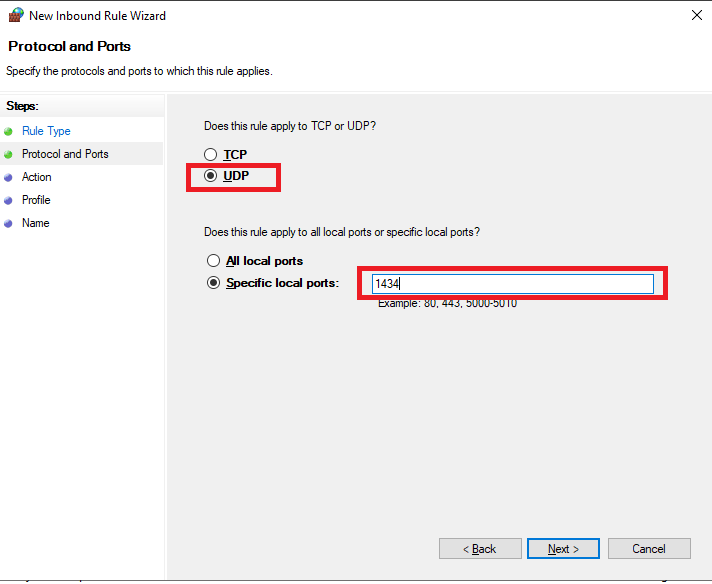 New Inbound Rule Wizard
Protocol and Ports
Specify the protocols and ports to which this rule applies.
Steps:
Rule Type
Protocol and Ports
Action
Profile
Name
Does this rule apply to TCP or UDP?
TCP
UDP
Does this rule apply to all local ports or specific local ports?
All local ports
Specific local ports:
1434
Example: 80, 443, 5000-5010
< Back
Next >
Cancel